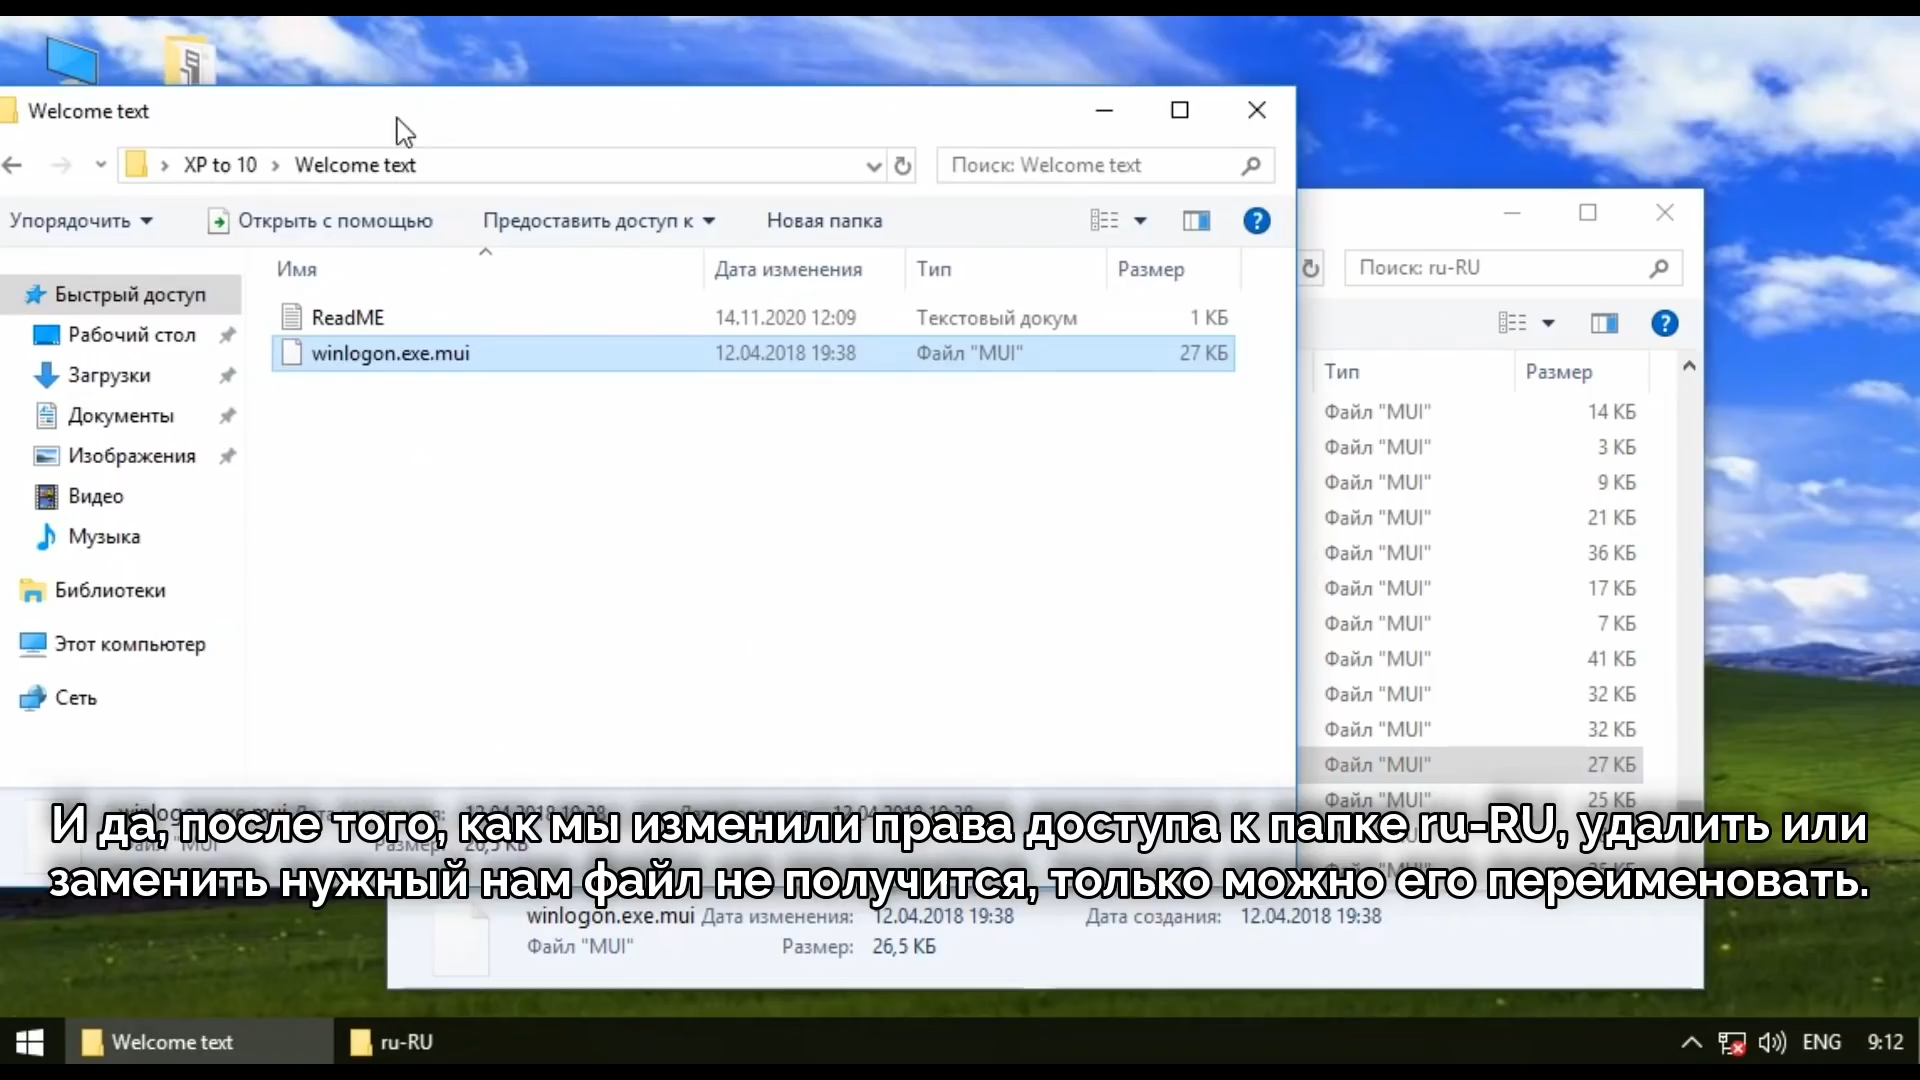 Welcome text
XP to 10 › Welcome text
Поиск: Welcome text
Упорядочить
Открыть с помощью
Предоставить доступ к
Новая папка
Имя
Дата изменения
Тип
Размер
Быстрый доступ
Рабочий стол
Загрузки
Документы
Изображения
Видео
Музыка
Библиотеки
Этот компьютер
Сеть
ReadME 14.11.2020 12:09 Текстовый докум 1 КБ
winlogon.exe.mui 12.04.2018 19:38 Файл "MUI" 27 КБ
Поиск: ru-RU
Тип Размер
Файл "MUI" 14 КБ
Файл "MUI" 3 КБ
Файл "MUI" 9 КБ
Файл "MUI" 21 КБ
Файл "MUI" 36 КБ
Файл "MUI" 17 КБ
Файл "MUI" 7 КБ
Файл "MUI" 41 КБ
Файл "MUI" 32 КБ
Файл "MUI" 32 КБ
Файл "MUI" 27 КБ
Файл "MUI" 25 КБ
И да, после того, как мы изменили права доступа к папке ru-RU, удалить или
заменить нужный нам файл не получится, только можно его переименовать.
winlogon.exe.mui Дата изменения: 12.04.2018 19:38 Дата создания: 12.04.2018 19:38
Файл "MUI" Размер: 26,5 КБ
Welcome text
ru-RU
ENG
9:12